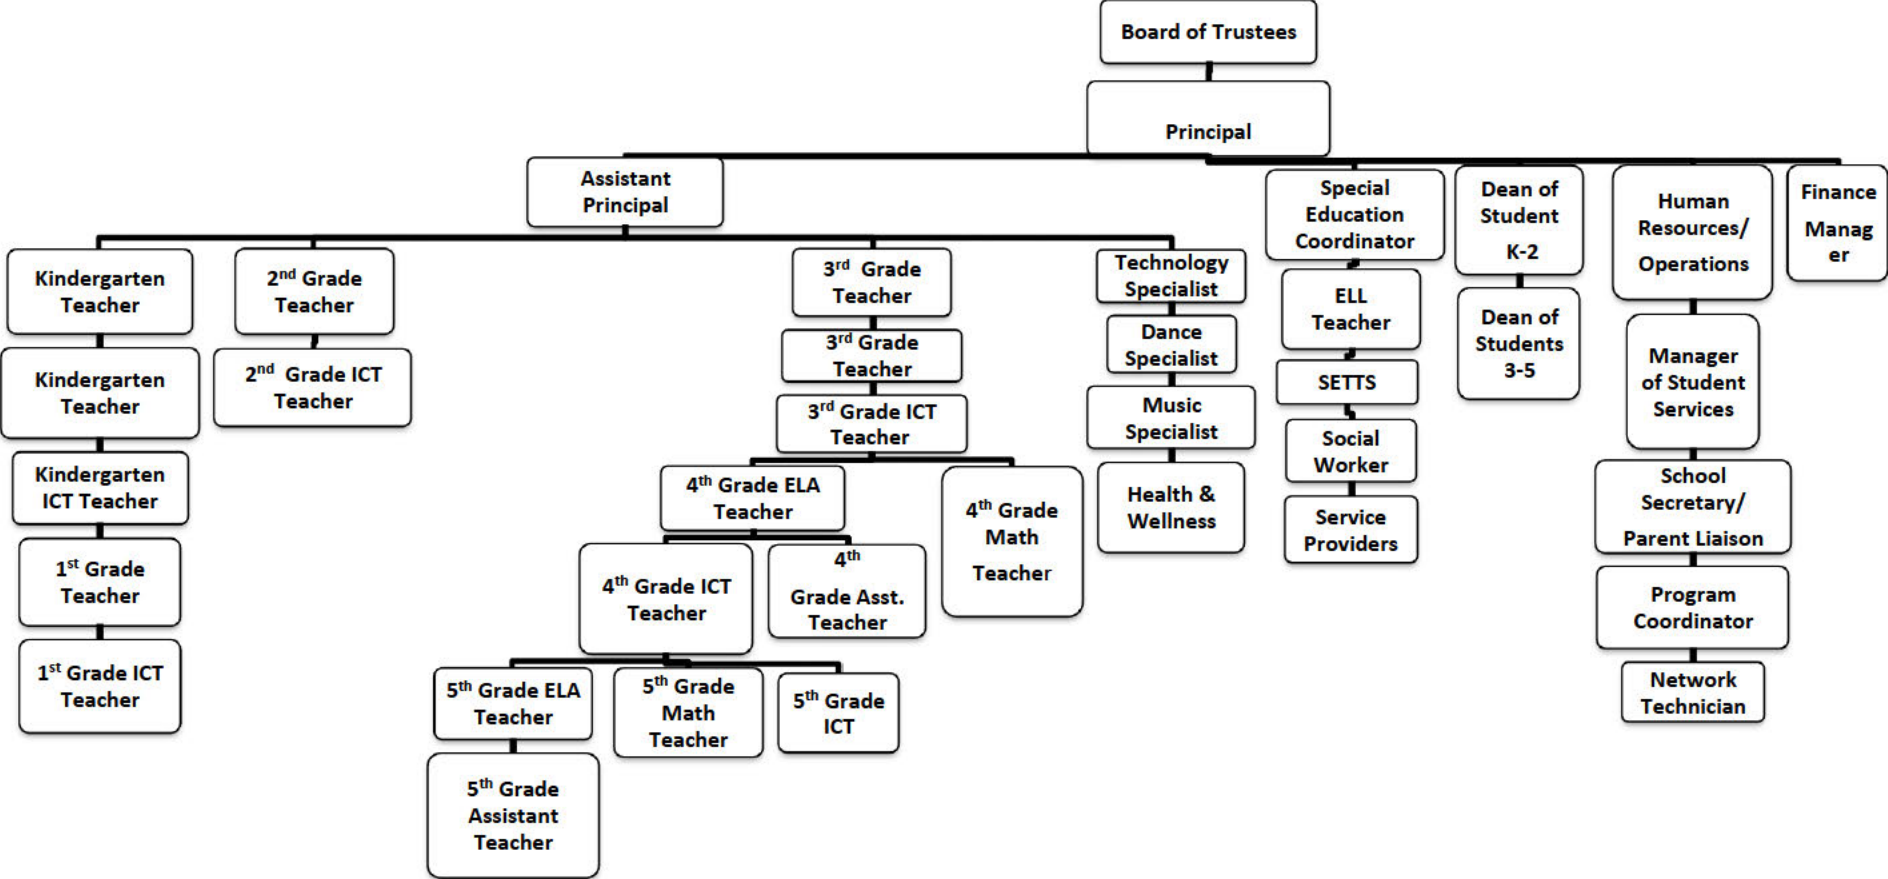 Board of Trustees
Principal
Assistant
Principal
Special
Education
Coordinator
Dean of
Student
K-2
Human
Resources/
Operations
Finance
Manag
er
Kindergarten
Teacher
2nd Grade
Teacher
3rd Grade
Teacher
Technology
Specialist
ELL
Teacher
Dean of
Students
3-5
Manager
of Student
Services
Kindergarten
Teacher
2nd Grade ICT
Teacher
3rd Grade
Teacher
Dance
Specialist
SETTS
Kindergarten
ICT Teacher
3rd Grade ICT
Teacher
Music
Specialist
Social
Worker
School
Secretary/
Parent Liaison
4th Grade ELA
Teacher
4th Grade
Math
Teacher
Health &
Wellness
Service
Providers
1st Grade
Teacher
4th Grade ICT
Teacher
4th
Grade Asst.
Teacher
Program
Coordinator
1st Grade ICT
Teacher
5th Grade ELA
Teacher
5th Grade
Math
Teacher
5th Grade
ICT
Network
Technician
5th Grade
Assistant
Teacher